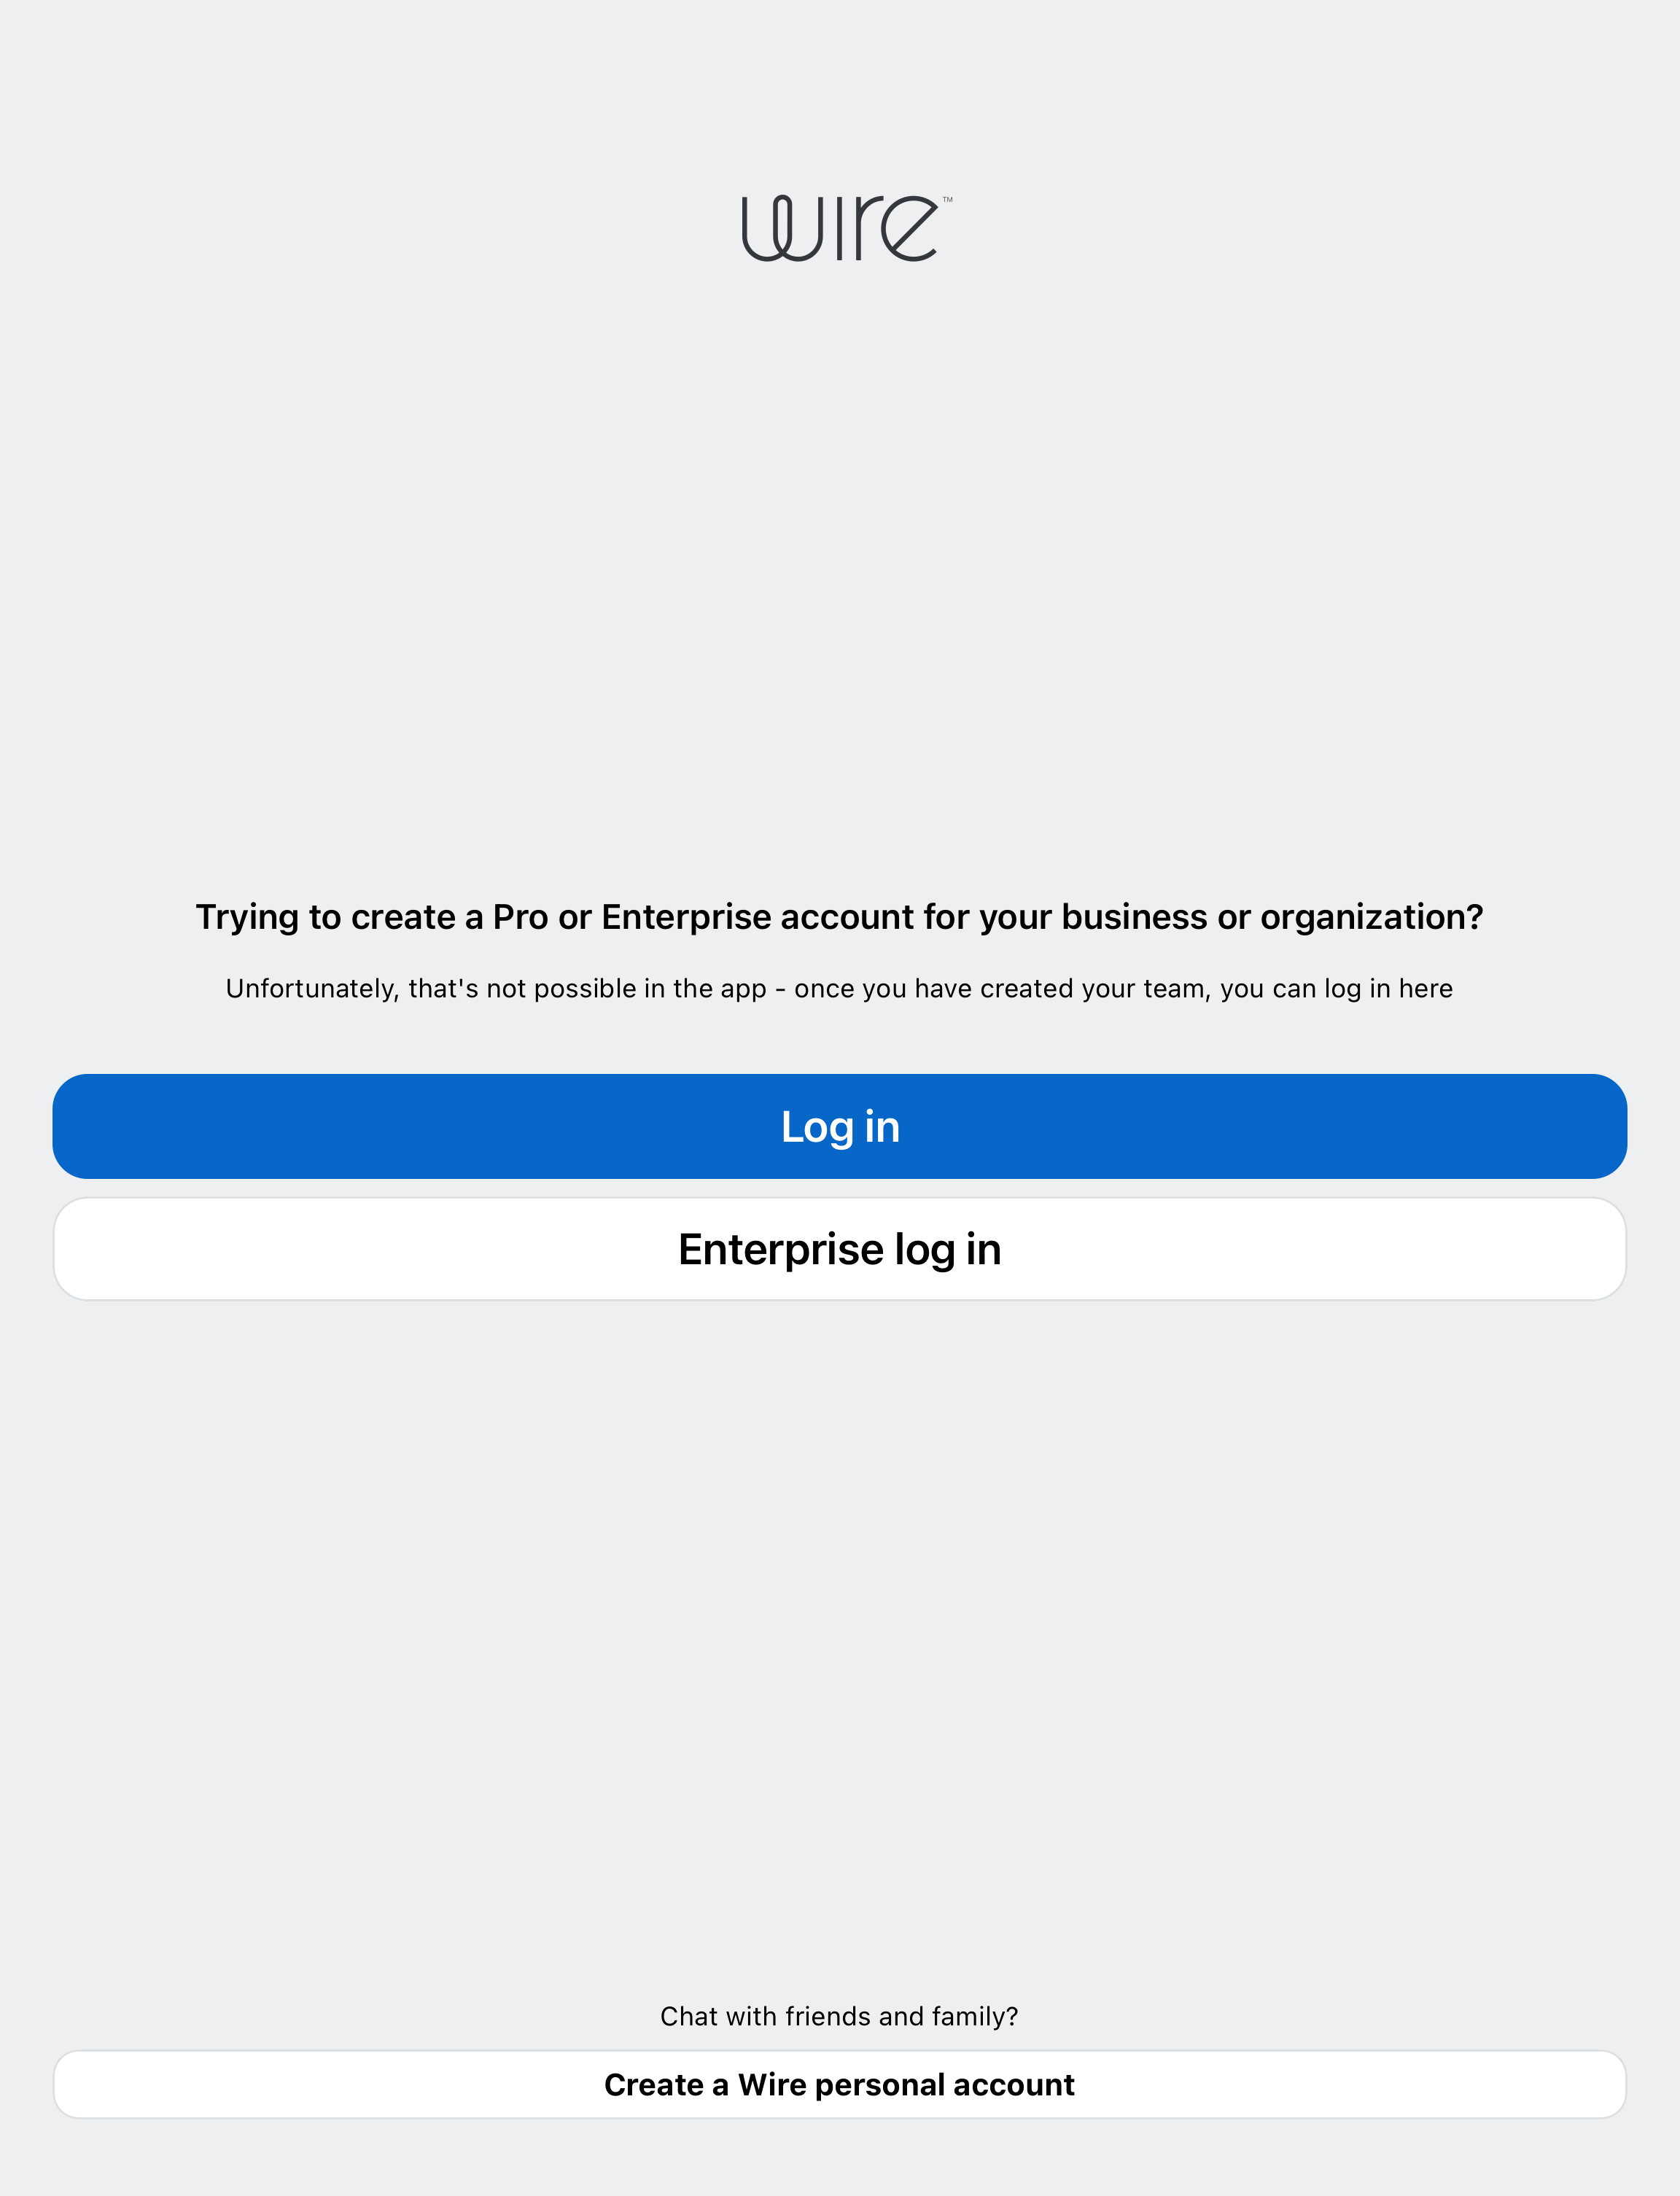 wire™
Trying to create a Pro or Enterprise account for your business or organization?
Unfortunately, that's not possible in the app - once you have created your team, you can log in here
Log in
Enterprise log in
Chat with friends and family?
Create a Wire personal account